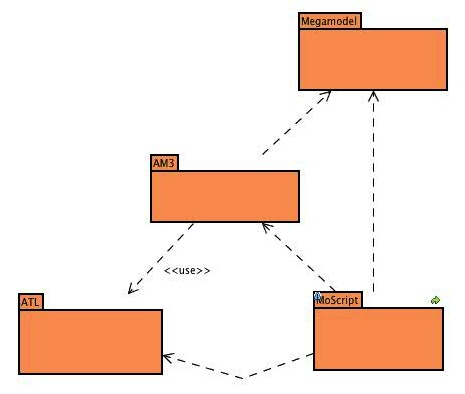 Megamodel
AM3
<<use>>
ATL
MoScript